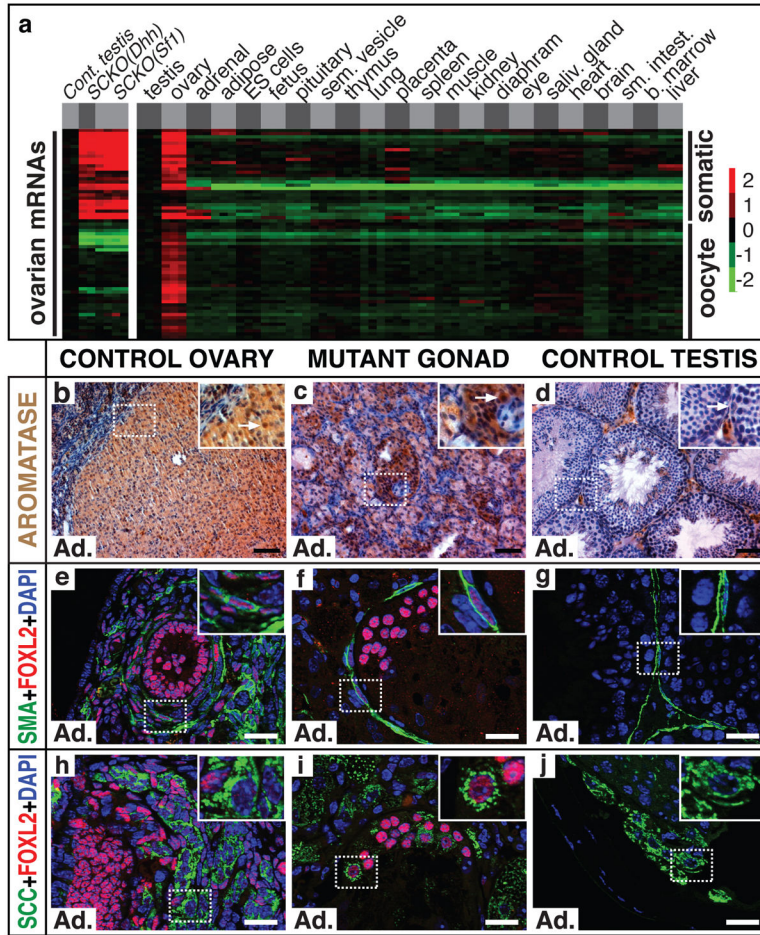 a
Cont. testis
SCKO(Dhh)
SCKO(Sf1)
testis
ovary
adrenal
adipose
ES cells
fetus
pituitary
sem. vesicle
thymus
lung
placenta
spleen
muscle
kidney
diaphram
eye
saliv. gland
heart
brain
sm. intest.
b. marrow
liver
ovarian mRNAs
somatic
oocyte
2
1
0
-1
-2
CONTROL OVARY
MUTANT GONAD
CONTROL TESTIS
AROMATASE
b
Ad.
c
Ad.
d
Ad.
SMA+FOXL2+DAPI
e
Ad.
f
Ad.
g
Ad.
SCC+FOXL2+DAPI
h
Ad.
i
Ad.
j
Ad.